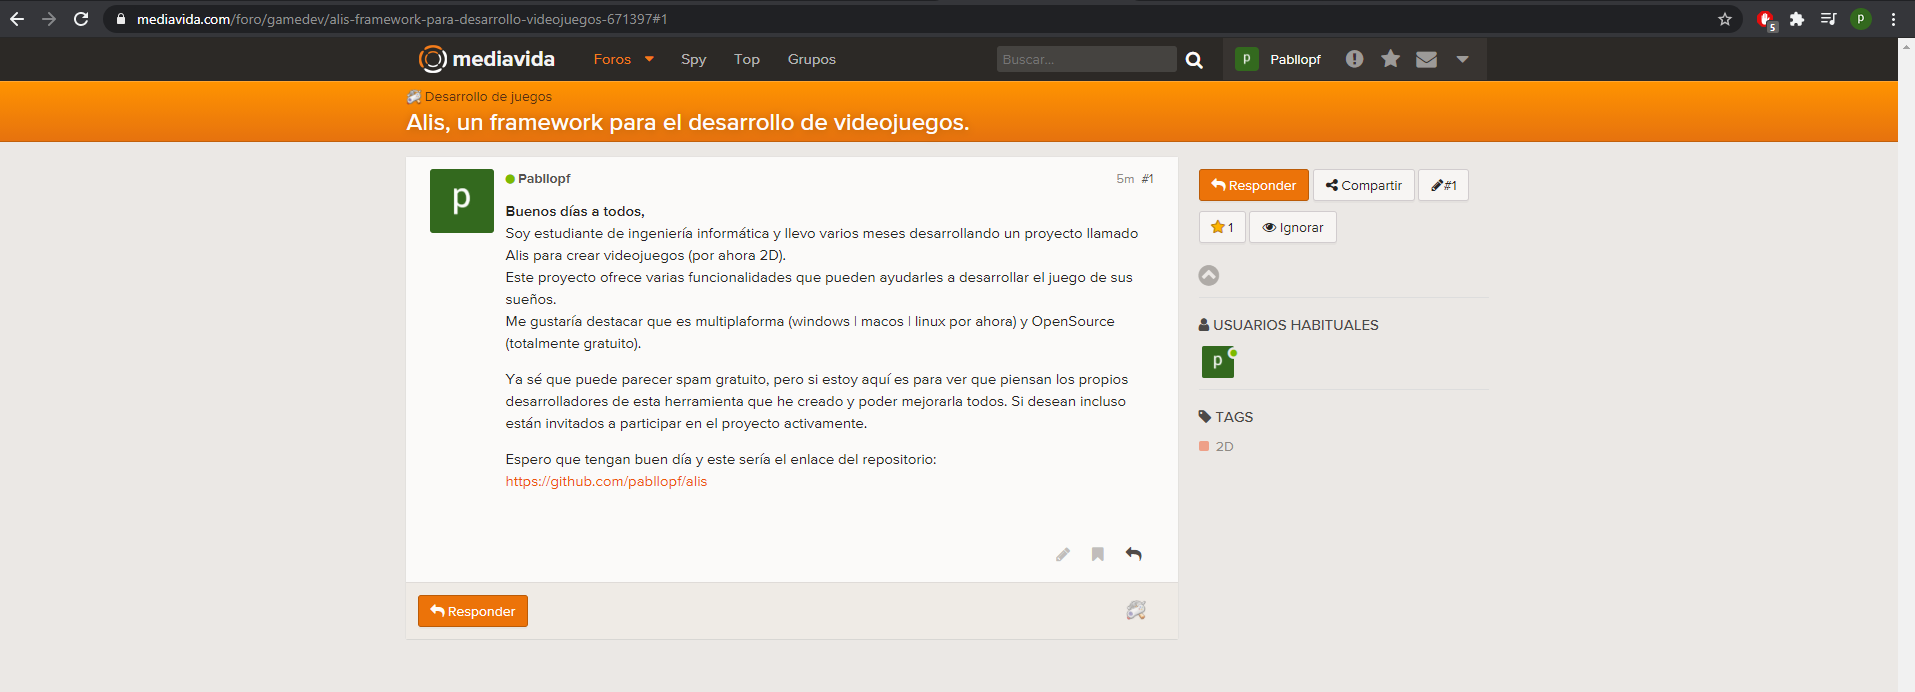 mediavida.com/foro/gamedev/alis-framework-para-desarrollo-videojuegos-671397#1
5
p
mediavida
Foros
Spy
Top
Grupos
Buscar...
p
Pabllopf
Desarrollo de juegos
Alis, un framework para el desarrollo de videojuegos.
p
Pabllopf
5m #1
Buenos días a todos,
Soy estudiante de ingeniería informática y llevo varios meses desarrollando un proyecto llamado
Alis para crear videojuegos (por ahora 2D).
Este proyecto ofrece varias funcionalidades que pueden ayudarles a desarrollar el juego de sus
sueños.
Me gustaría destacar que es multiplaforma (windows | macos | linux por ahora) y OpenSource
(totalmente gratuito).
Ya sé que puede parecer spam gratuito, pero si estoy aquí es para ver que piensan los propios
desarrolladores de esta herramienta que he creado y poder mejorarla todos. Si desean incluso
están invitados a participar en el proyecto activamente.
Espero que tengan buen día y este sería el enlace del repositorio:
https://github.com/pabllopf/alis
Responder
Responder
Compartir
#1
1
Ignorar
USUARIOS HABITUALES
p
TAGS
2D